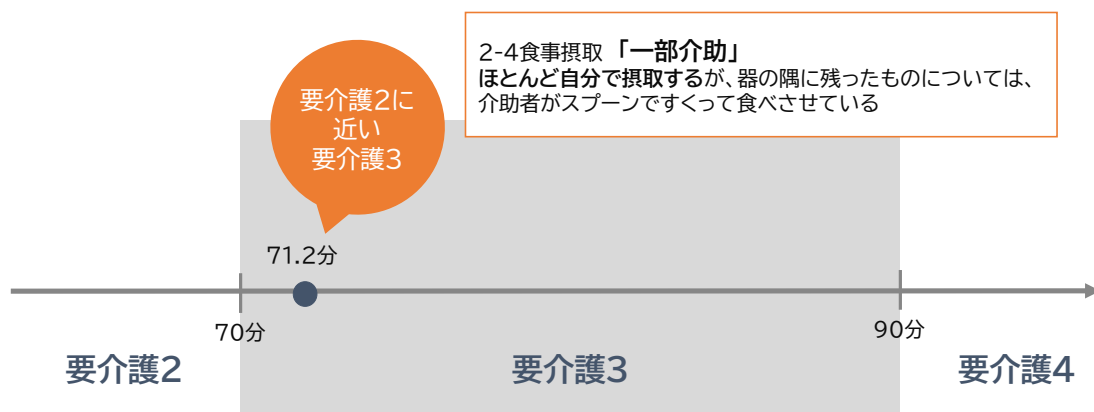 2-4食事摂取 「一部介助」
ほとんど自分で摂取するが、器の隅に残ったものについては、
介助者がスプーンですくって食べさせている
要介護2に
近い
要介護3
71.2分
70分
90分
要介護2
要介護3
要介護4